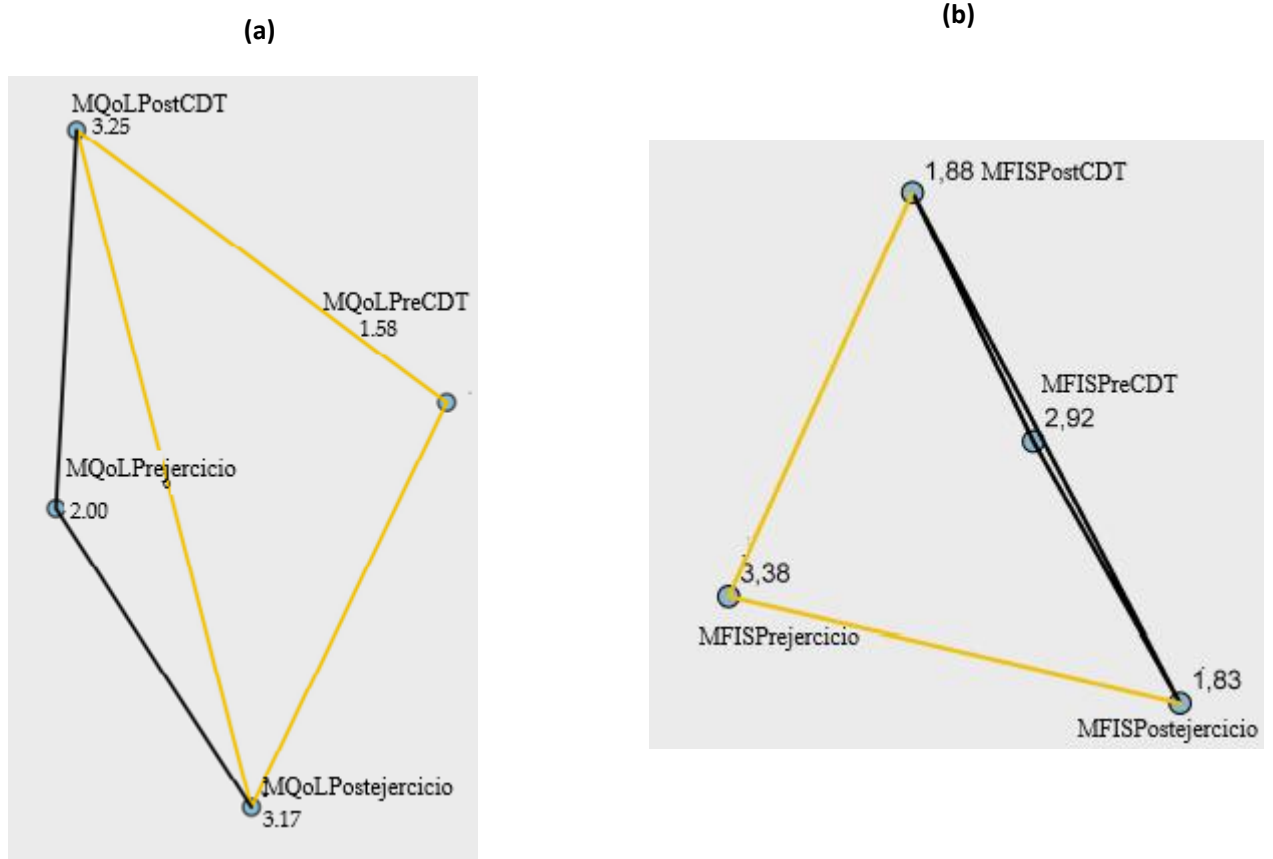 (a)
MQoLPostCDT
3.25
MQoLPreCDT
1.58
MQoLPrejercicio
2.00
MQoLPostejercicio
3.17
(b)
1,88 MFISPostCDT
MFISPreCDT
2,92
3,38
MFISPrejercicio
1,83
MFISPostejercicio